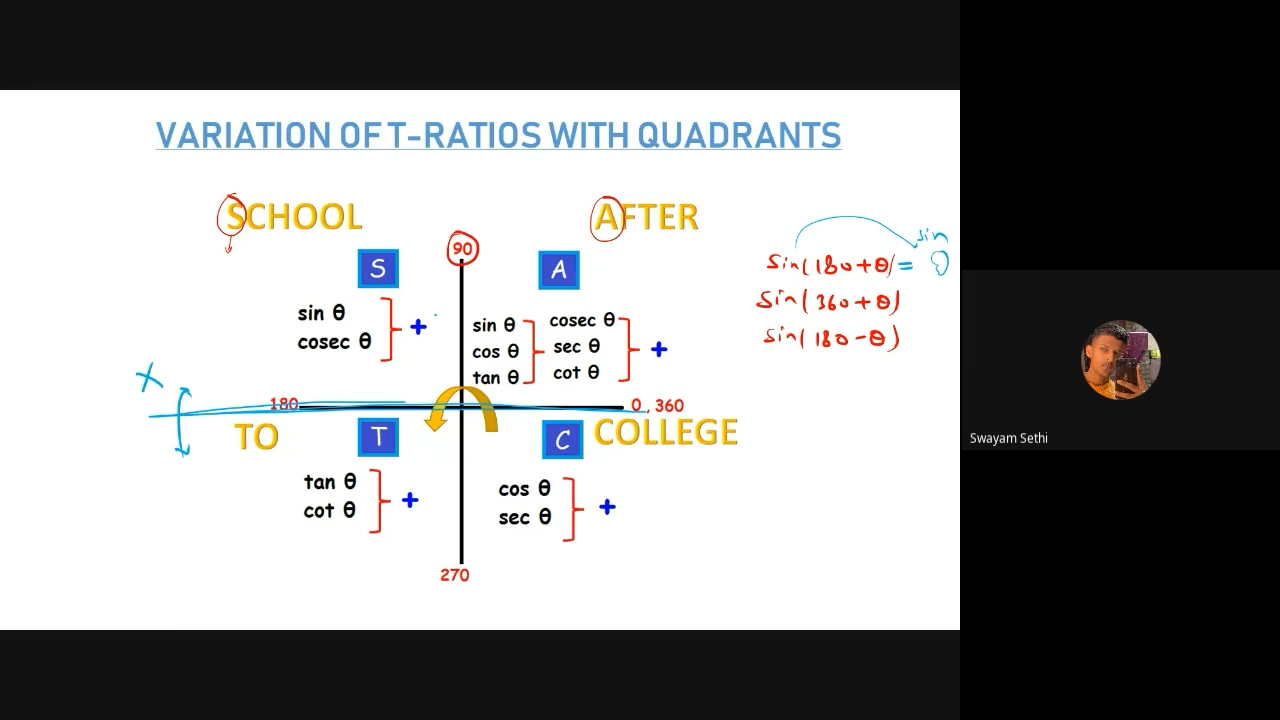 VARIATION OF T-RATIOS WITH QUADRANTS
SCHOOL
AFTER
90
S
A
sin θ
cosec θ
+
sin θ
cos θ
tan θ
cosec θ
sec θ
cot θ
+
sin
sin(180+θ) = θ
sin(360+θ)
sin(180-θ)
X
180
0, 360
TO
T
C
COLLEGE
tan θ
cot θ
+
cos θ
sec θ
+
270
Swayam Sethi